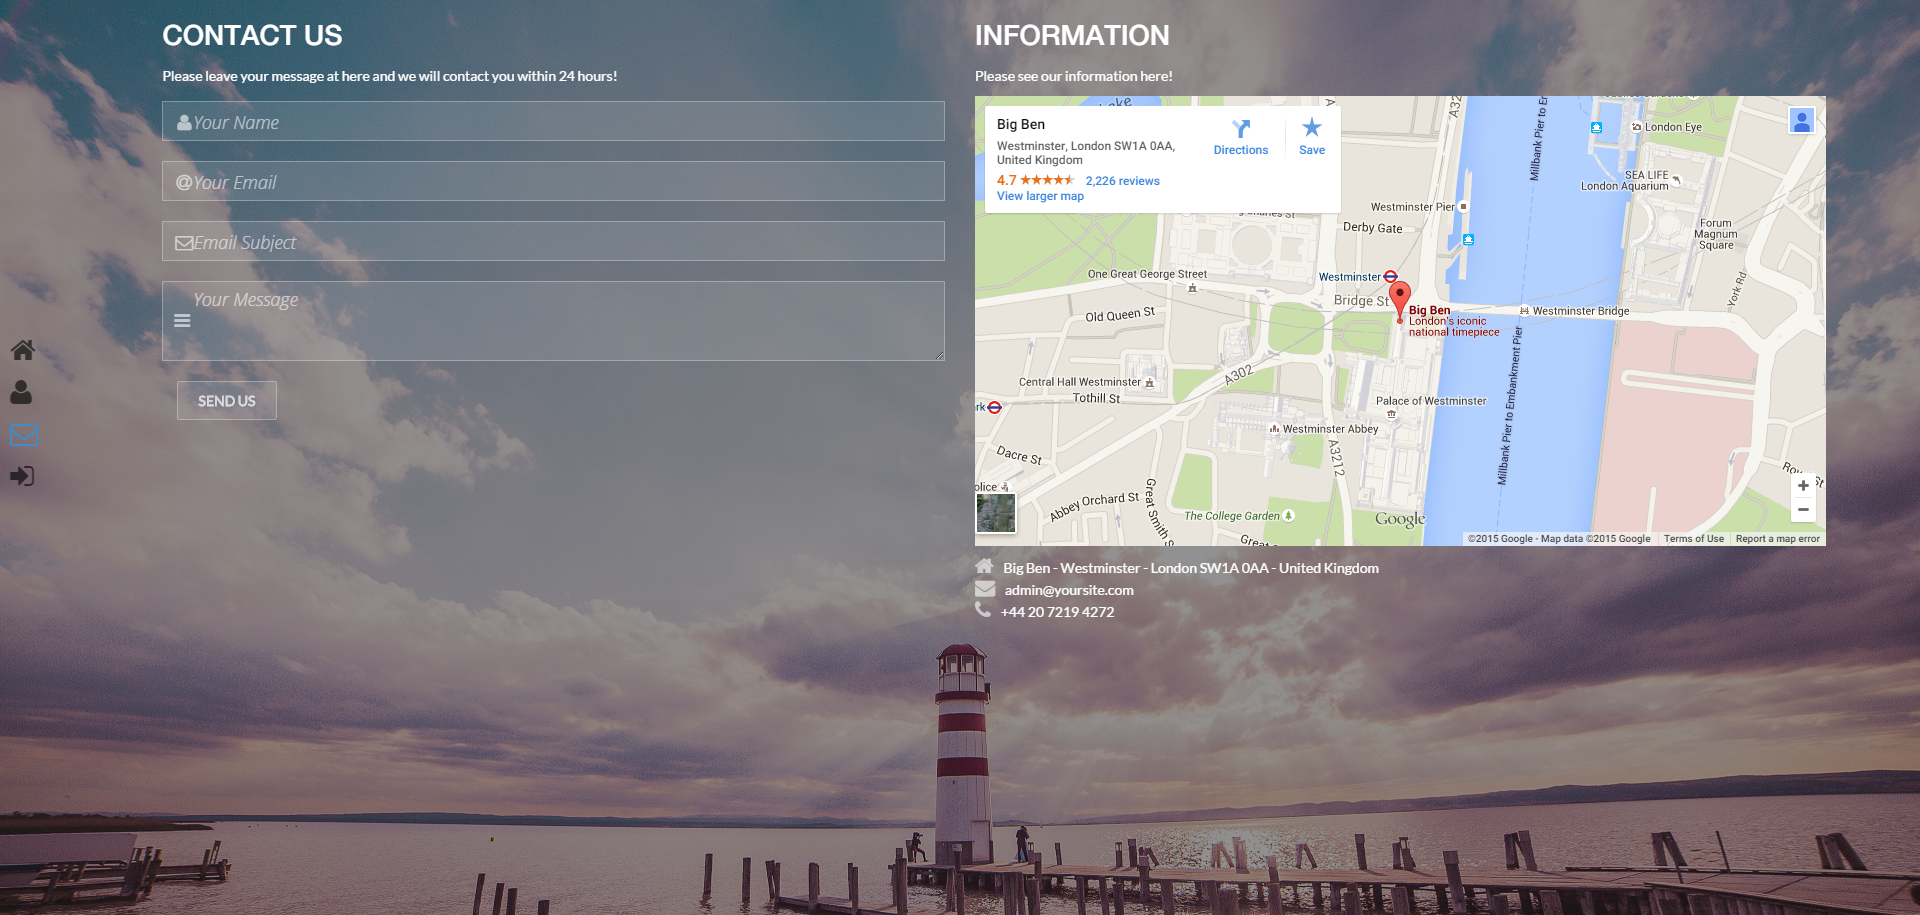 CONTACT US
Please leave your message at here and we will contact you within 24 hours!
Your Name
Your Email
Email Subject
Your Message
SEND US
INFORMATION
Please see our information here!
Big Ben
Westminster, London SW1A 0AA,
United Kingdom
4.7
2,226 reviews
View larger map
Directions
Save
Lake
A32
Millbank Pier to Er
London Eye
SEA LIFE
London Aquarium
Westminster Pier
Charles St
Derby Gate
Forum
Magnum
Square
One Great George Street
Westminster
York Rd
Bridge St
Big Ben
London's iconic
national timepiece
Westminster Bridge
Old Queen St
A302
Central Hall Westminster
Tothill St
rk
Palace of Westminster
Millbank Pier to Embankment Pier
Westminster Abbey
A3212
Dacre St
olice
Abbey Orchard St
Great Smith S
The College Garden
Great
Google
©2015 Google - Map data ©2015 Google
Terms of Use
Report a map error
Big Ben - Westminster - London SW1A 0AA - United Kingdom
admin@yoursite.com
+44 20 7219 4272